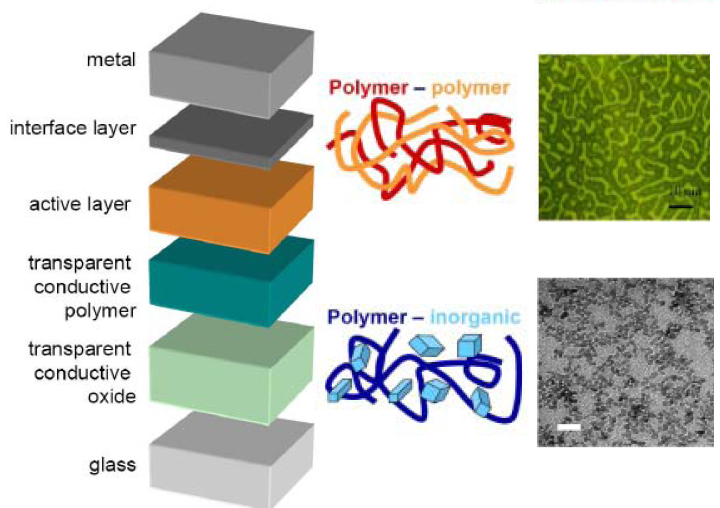 metal
interface layer
active layer
transparent
conductive
polymer
transparent
conductive
oxide
glass
Polymer – polymer
Polymer – inorganic